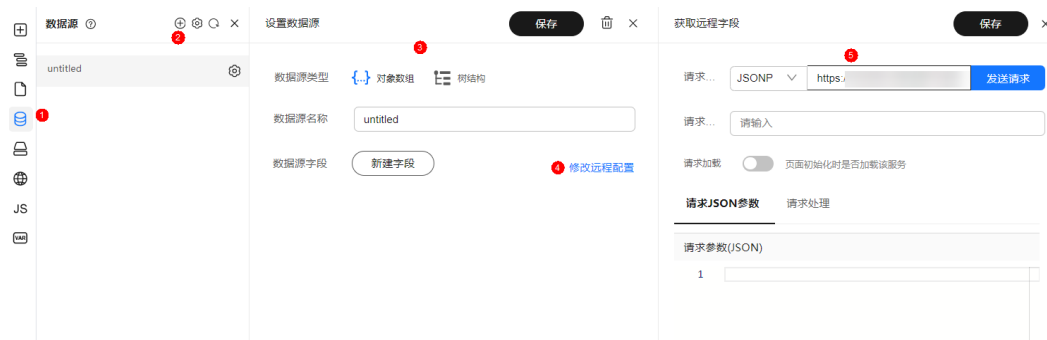 数据源
2
untitled
1
JS
VAR
设置数据源
保存
3
数据源类型
{...} 对象数组
树结构
数据源名称
untitled
数据源字段
新建字段
4
修改远程配置
获取远程字段
保存
5
请求...
JSONP
https:/
发送请求
请求...
请输入
请求加载
页面初始化时是否加载该服务
请求JSON参数
请求处理
请求参数(JSON)
1